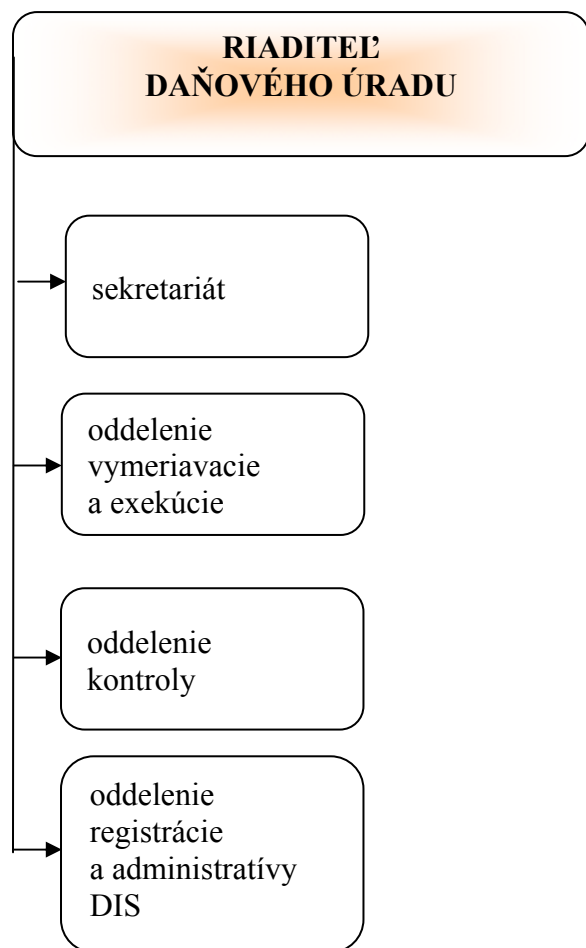 RIADITEĽ
DAŇOVÉHO ÚRADU
sekretariát
oddelenie
vymeriavacie
a exekúcie
oddelenie
kontroly
oddelenie
registrácie
a administratívy
DIS